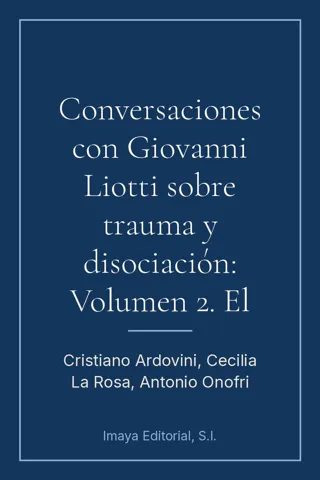 Conversaciones
con Giovanni
Liotti sobre
trauma y
disociación:
Volumen 2. El
Cristiano Ardovini, Cecilia
La Rosa, Antonio Onofri
Imaya Editorial, S.l.